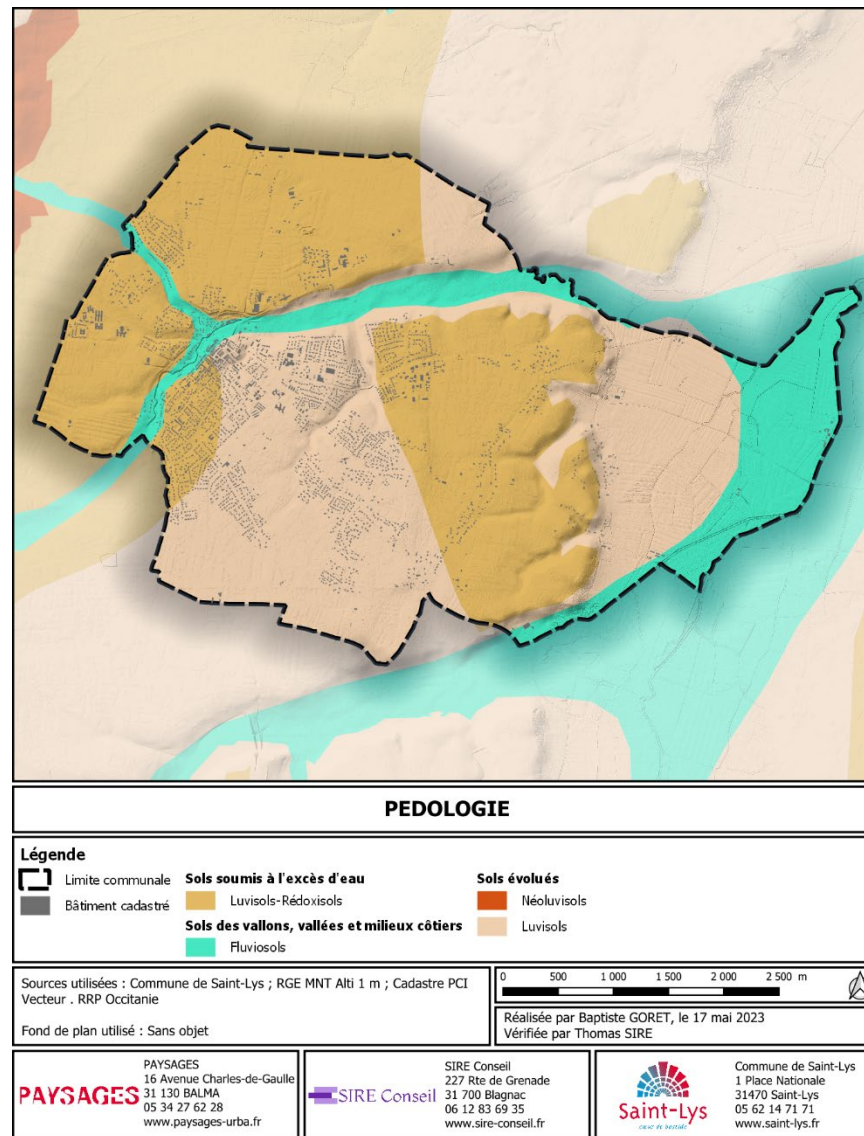 PEDOLOGIE
Légende
Limite communale
Bâtiment cadastré
Sols soumis à l'excès d'eau
Luvisols-Rédoxisols
Sols des vallons, vallées et milieux côtiers
Fluviosols
Sols évolués
Néoluvisols
Luvisols
Sources utilisées : Commune de Saint-Lys ; RGE MNT Alti 1 m ; Cadastre PCI
Vecteur . RRP Occitanie
Fond de plan utilisé : Sans objet
0 500 1 000 1 500 2 000 2 500 m
Réalisée par Baptiste GORET, le 17 mai 2023
Vérifiée par Thomas SIRE
PAYSAGES
PAYSAGES
16 Avenue Charles-de-Gaulle
31 130 BALMA
05 34 27 62 28
www.paysages-urba.fr
SIRE Conseil
SIRE Conseil
227 Rte de Grenade
31 700 Blagnac
06 12 83 69 35
www.sire-conseil.fr
Saint-Lys
cœur de bastide
Commune de Saint-Lys
1 Place Nationale
31470 Saint-Lys
05 62 14 71 71
www.saint-lys.fr